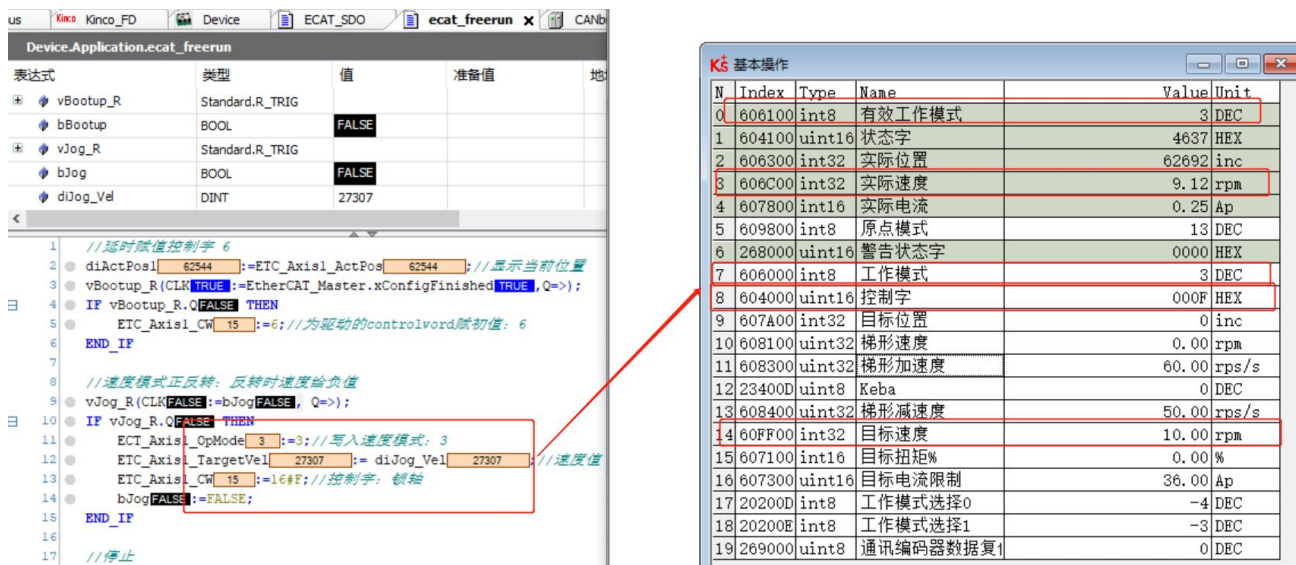 us
Kinco Kinco_FD
Device
ECAT_SDO
ecat_freerun
CANb
Device.Application.ecat_freerun
表达式 类型 值 准备值
vBootup_R Standard.R_TRIG
bBootup BOOL FALSE
vJog_R Standard.R_TRIG
bJog BOOL FALSE
diJog_Vel DINT 27307
1 //延时赋值控制字 6
2 diActPos1 62544 :=ETC_Axis1_ActPos 62544 ;//显示当前位置
3 vBootup_R(CLK TRUE :=EtherCAT_Master.xConfigFinished TRUE ,Q=>);
4 IF vBootup_R.Q FALSE THEN
5 ETC_Axis1_CW 15 :=6;//为驱动的controlword赋初值: 6
6 END_IF
7
8 //速度模式正反转: 反转时速度给负值
9 vJog_R(CLK FALSE :=bJog FALSE , Q=>);
10 IF vJog_R.Q FALSE THEN
11 ECT_Axis1_OpMode 3 :=3;//写入速度模式: 3
12 ETC_Axis1_TargetVel 27307 := diJog_Vel 27307 ;//速度值
13 ETC_Axis1_CW 15 :=16#F;//控制字: 锁轴
14 bJog FALSE :=FALSE;
15 END_IF
16
17 //停止
基本操作
N Index Type Name Value Unit
0 606100 int8 有效工作模式 3 DEC
1 604100 uint16 状态字 4637 HEX
2 606300 int32 实际位置 62692 inc
3 606C00 int32 实际速度 9.12 rpm
4 607800 int16 实际电流 0.25 Ap
5 609800 int8 原点模式 13 DEC
6 268000 uint16 警告状态字 0000 HEX
7 606000 int8 工作模式 3 DEC
8 604000 uint16 控制字 000F HEX
9 607A00 int32 目标位置 0 inc
10 608100 uint32 梯形速度 0.00 rpm
11 608300 uint32 梯形加速度 60.00 rps/s
12 23400D uint8 Keba 0 DEC
13 608400 uint32 梯形减速度 50.00 rps/s
14 60FF00 int32 目标速度 10.00 rpm
15 607100 int16 目标扭矩% 0.00 %
16 607300 uint16 目标电流限制 36.00 Ap
17 20200D int8 工作模式选择0 -4 DEC
18 20200E int8 工作模式选择1 -3 DEC
19 269000 uint8 通讯编码器数据复 0 DEC